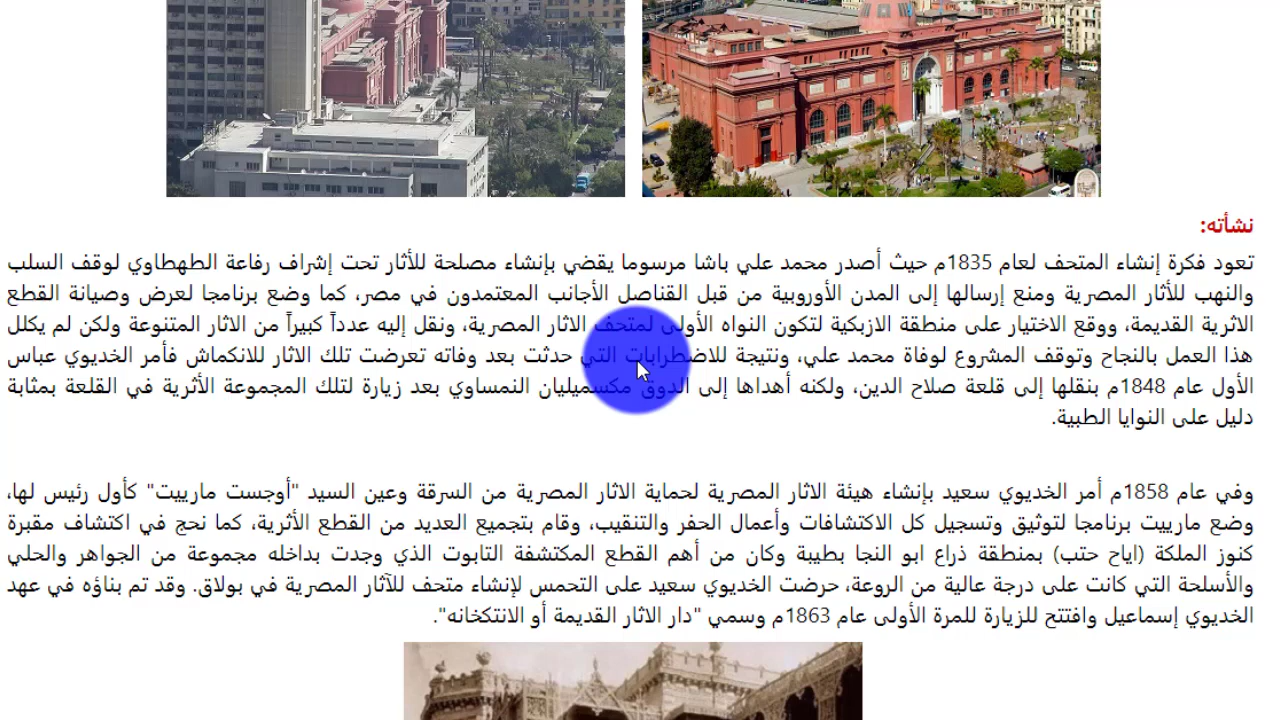 نشأته:
تعود فكرة إنشاء المتحف لعام 1835م حيث أصدر محمد علي باشا مرسوما يقضي بإنشاء مصلحة للأثار تحت إشراف رفاعة الطهطاوي لوقف السلب
والنهب للأثار المصرية ومنع إرسالها إلى المدن الأوروبية من قبل القناصل الأجانب المعتمدون في مصر، كما وضع برنامجا لعرض وصيانة القطع
الاثرية القديمة، ووقع الاختيار على منطقة الازبكية لتكون النواه الأولى لمتحف الاثار المصرية، ونقل إليه عدداً كبيراً من الاثار المتنوعة ولكن لم يكلل
هذا العمل بالنجاح وتوقف المشروع لوفاة محمد علي، ونتيجة للاضطرابات التي حدثت بعد وفاته تعرضت تلك الاثار للانكماش فأمر الخديوي عباس
الأول عام 1848م بنقلها إلى قلعة صلاح الدين، ولكنه أهداها إلى الدوق مكسميليان النمساوي بعد زيارة لتلك المجموعة الأثرية في القلعة بمثابة
دليل على النوايا الطبية.
وفي عام 1858م أمر الخديوي سعيد بإنشاء هيئة الاثار المصرية لحماية الاثار المصرية من السرقة وعين السيد "أوجست مارييت" كأول رئيس لها،
وضع مارييت برنامجا لتوثيق وتسجيل كل الاكتشافات وأعمال الحفر والتنقيب، وقام بتجميع العديد من القطع الأثرية، كما نحج في اكتشاف مقبرة
كنوز الملكة (اياح حتب) بمنطقة ذراع ابو النجا بطيبة وكان من أهم القطع المكتشفة التابوت الذي وجدت بداخله مجموعة من الجواهر والحلي
والأسلحة التي كانت على درجة عالية من الروعة، حرضت الخديوي سعيد على التحمس لإنشاء متحف للآثار المصرية في بولاق. وقد تم بناؤه في عهد
الخديوي إسماعيل وافتتح للزيارة للمرة الأولى عام 1863م وسمي "دار الاثار القديمة أو الانتكخانه".